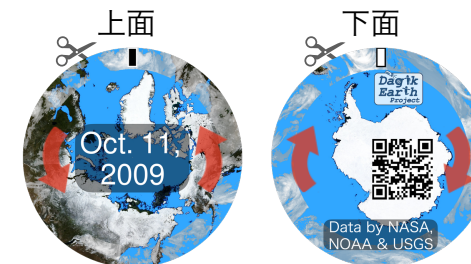 上面
下面
Oct. 11,
2009
Dagik
Earth
Project
Data by NASA,
NOAA & USGS